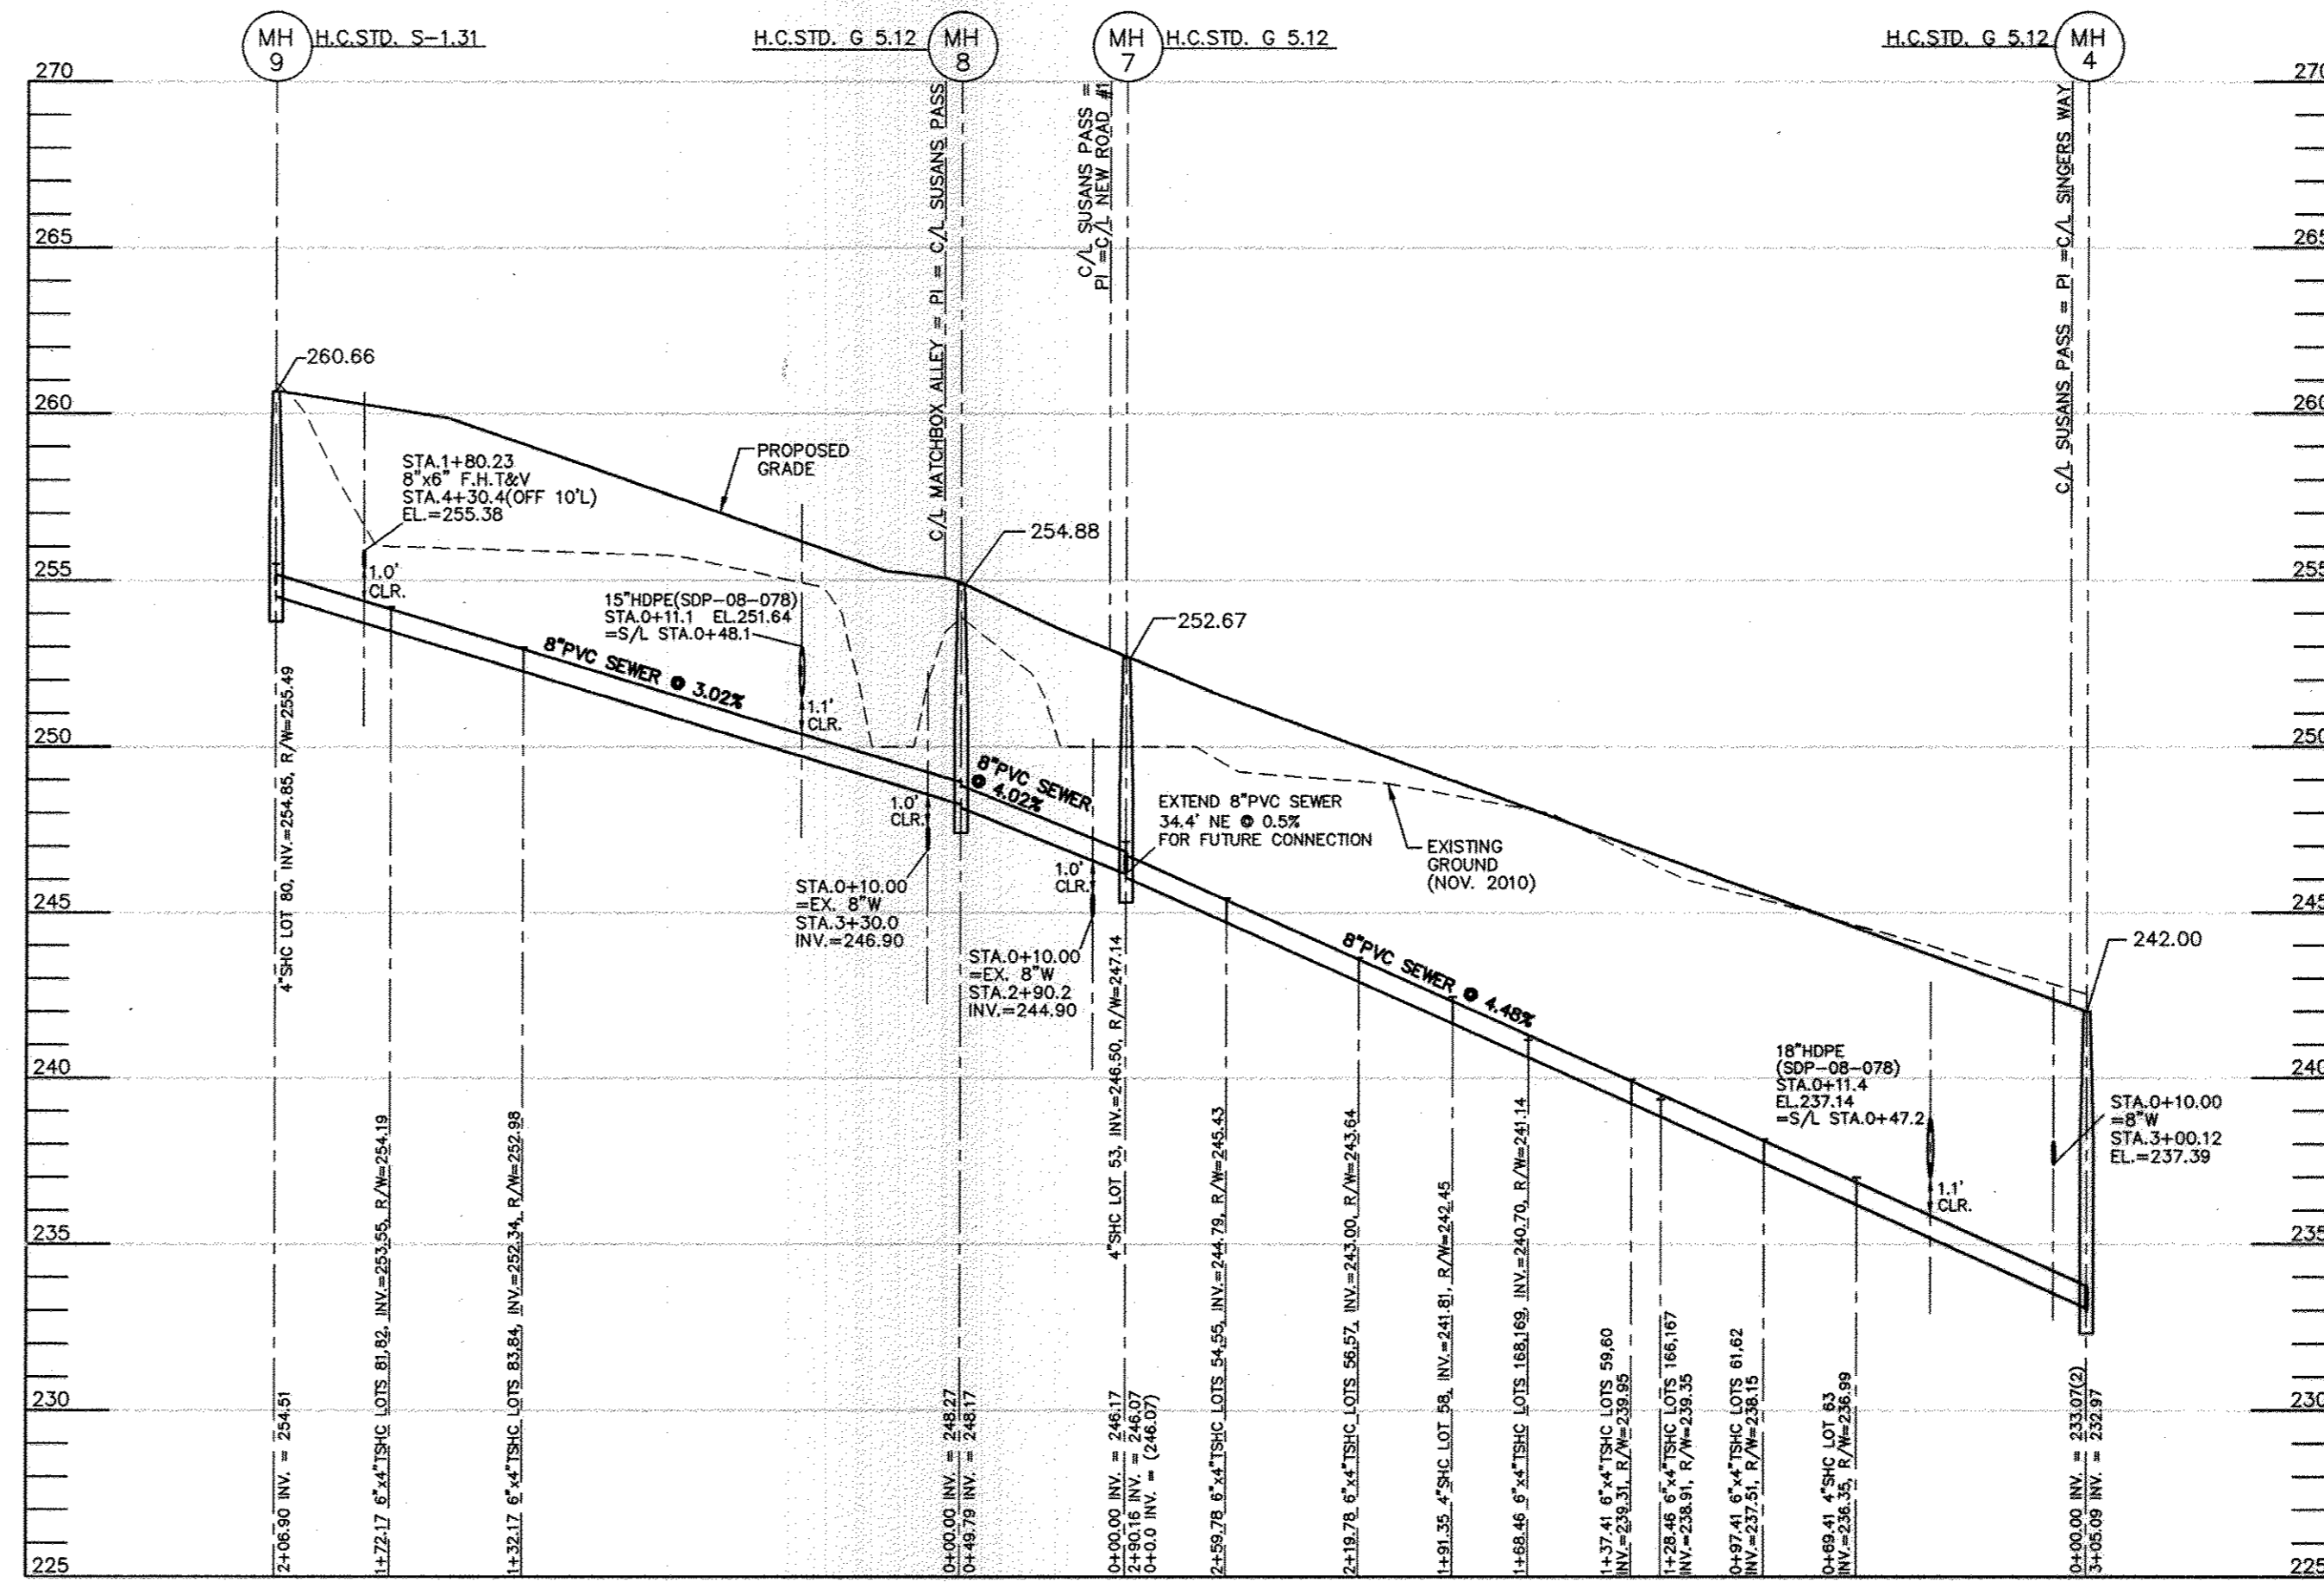 MH
9
H.C.STD. S-1.31
H.C.STD. G 5.12
MH
8
MH
7
H.C.STD. G 5.12
H.C.STD. G 5.12
MH
4
270
270
265
265
260
260
255
255
250
250
245
245
240
240
235
235
230
230
225
225
C/L MATCHBOX ALLEY = PI = C/L SUSANS PASS
C/L SUSANS PASS =
PI =C/L NEW ROAD #1
C/L SUSANS PASS = PI =C/L SINGERS WAY
260.66
PROPOSED
GRADE
STA.1+80.23
8"x6" F.H.T&V
STA.4+30.4(OFF 10'L)
EL.=255.38
1.0'
CLR.
254.88
15"HDPE(SDP-08-078)
STA.0+11.1 EL.251.64
=S/L STA.0+48.1
1.1'
CLR.
252.67
8"PVC SEWER @ 3.02%
8"PVC SEWER
@ 4.02%
1.0'
CLR.
STA.0+10.00
=EX. 8"W
STA.3+30.0
INV.=246.90
1.0'
CLR.
STA.0+10.00
=EX. 8"W
STA.2+90.2
INV.=244.90
EXTEND 8"PVC SEWER
34.4' NE @ 0.5%
FOR FUTURE CONNECTION
EXISTING
GROUND
(NOV. 2010)
8"PVC SEWER @ 4.48%
242.00
18"HDPE
(SDP-08-078)
STA.0+11.4
EL.237.14
=S/L STA.0+47.2
1.1'
CLR.
STA.0+10.00
=8"W
STA.3+00.12
EL.=237.39
4"SHC LOT 80, INV.=254.85, R/W=255.49
2+06.90 INV. = 254.51
1+72.17 6"x4"TSHC LOTS 81,82, INV.=253.55, R/W=254.19
1+32.17 6"x4"TSHC LOTS 83,84, INV.=252.34, R/W=252.98
0+00.00 INV. = 248.27
0+49.79 INV. = 248.17
4"SHC LOT 53, INV.=246.50, R/W=247.14
0+00.00 INV. = 246.17
2+90.16 INV. = 246.07
0+0.0 INV. = (246.07)
2+59.78 6"x4"TSHC LOTS 54,55, INV.=244.79, R/W=245.43
2+19.78 6"x4"TSHC LOTS 56,57, INV.=243.00, R/W=243.64
1+91.35 4"SHC LOT 58, INV.=241.81, R/W=242.45
1+68.46 6"x4"TSHC LOTS 168,169, INV.=240.70, R/W=241.14
1+37.41 6"x4"TSHC LOTS 59,60
INV.=239.31, R/W=239.95
1+28.46 6"x4"TSHC LOTS 166,167
INV.=238.91, R/W=239.35
0+97.41 6"x4"TSHC LOTS 61,62
INV.=237.51, R/W=238.15
0+69.41 4"SHC LOT 63
INV.=236.35, R/W=236.99
0+00.00 INV. = 233.07(2)
3+05.09 INV. = 232.97